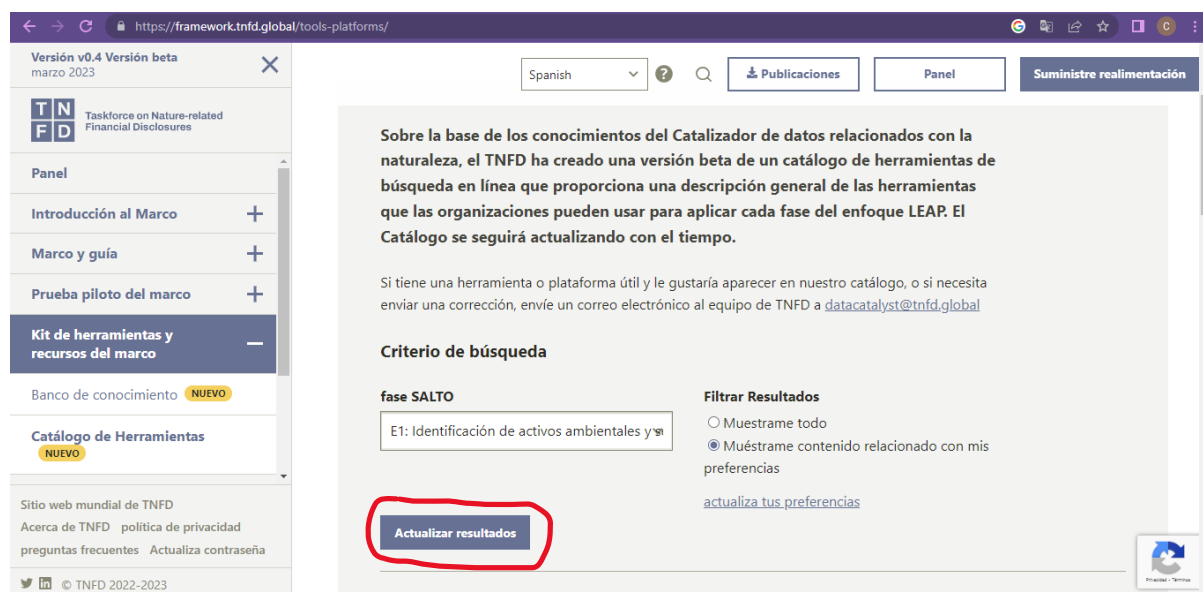 https://framework.tnfd.global/tools-platforms/
C
Versión v0.4 Versión beta
marzo 2023
TN
FD
Taskforce on Nature-related
Financial Disclosures
Panel
Introducción al Marco
Marco y guía
Prueba piloto del marco
Kit de herramientas y
recursos del marco
Banco de conocimiento NUEVO
Catálogo de Herramientas
NUEVO
Sitio web mundial de TNFD
Acerca de TNFD política de privacidad
preguntas frecuentes Actualiza contraseña
© TNFD 2022-2023
Spanish
Publicaciones
Panel
Suministre realimentación
Sobre la base de los conocimientos del Catalizador de datos relacionados con la
naturaleza, el TNFD ha creado una versión beta de un catálogo de herramientas de
búsqueda en línea que proporciona una descripción general de las herramientas
que las organizaciones pueden usar para aplicar cada fase del enfoque LEAP. El
Catálogo se seguirá actualizando con el tiempo.
Si tiene una herramienta o plataforma útil y le gustaría aparecer en nuestro catálogo, o si necesita
enviar una corrección, envíe un correo electrónico al equipo de TNFD a datacatalyst@tnfd.global
Criterio de búsqueda
fase SALTO
E1: Identificación de activos ambientales y
Filtrar Resultados
Muestrame todo
Muéstrame contenido relacionado con mis
preferencias
actualiza tus preferencias
Actualizar resultados
Privacidad - Términos